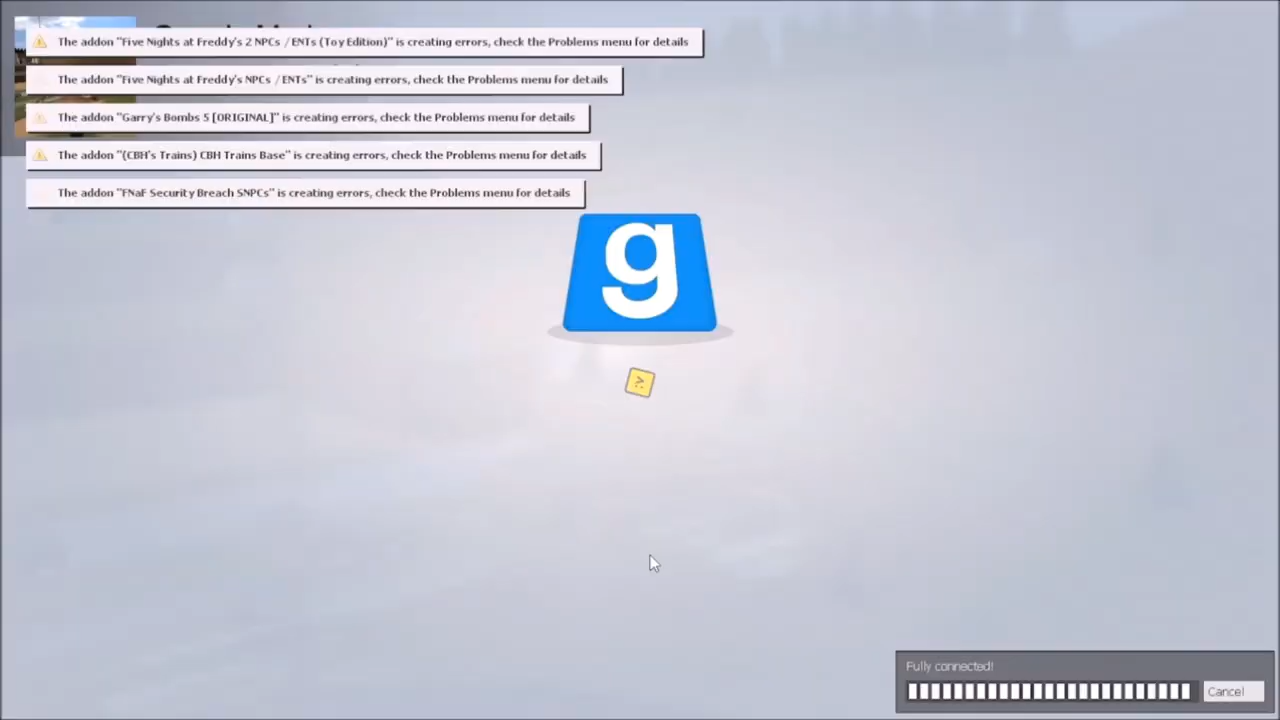 The addon "Five Nights at Freddy's 2 NPCs / ENTs (Toy Edition)" is creating errors, check the Problems menu for details
The addon "Five Nights at Freddy's NPCs / ENTs" is creating errors, check the Problems menu for details
The addon "Garry's Bombs 5 [ORIGINAL]" is creating errors, check the Problems menu for details
The addon "(CBH's Trains) CBH Trains Base" is creating errors, check the Problems menu for details
The addon "FNaF Security Breach SNPCs" is creating errors, check the Problems menu for details
g
Fully connected!
Cancel